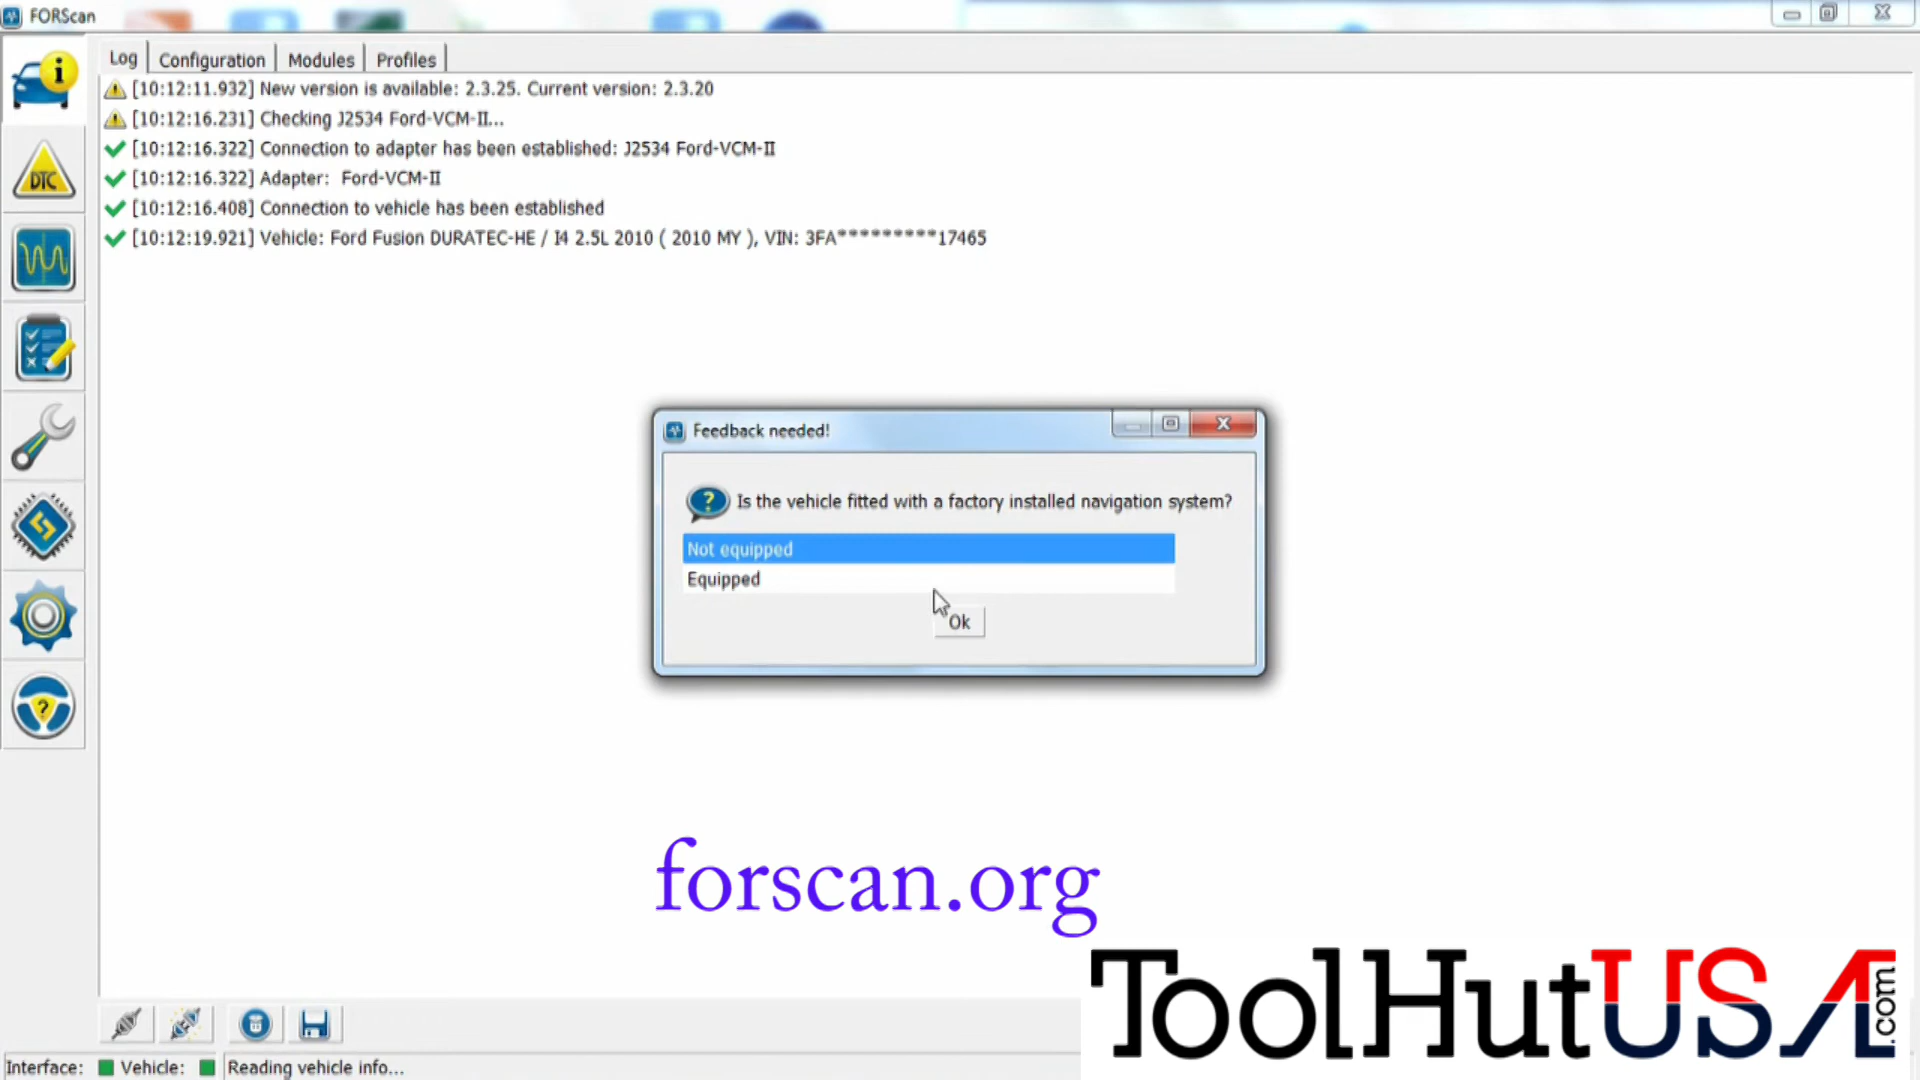 FORScan
Log Configuration Modules Profiles
[10:12:11.932] New version is available: 2.3.25. Current version: 2.3.20
[10:12:16.231] Checking J2534 Ford-VCM-II...
[10:12:16.322] Connection to adapter has been established: J2534 Ford-VCM-II
[10:12:16.322] Adapter: Ford-VCM-II
[10:12:16.408] Connection to vehicle has been established
[10:12:19.921] Vehicle: Ford Fusion DURATEC-HE / I4 2.5L 2010 ( 2010 MY ), VIN: 3FA*********17465
DTC
Feedback needed!
Is the vehicle fitted with a factory installed navigation system?
Not equipped
Equipped
Ok
forscan.org
ToolHutUSA.com
Interface: Vehicle: Reading vehicle info...